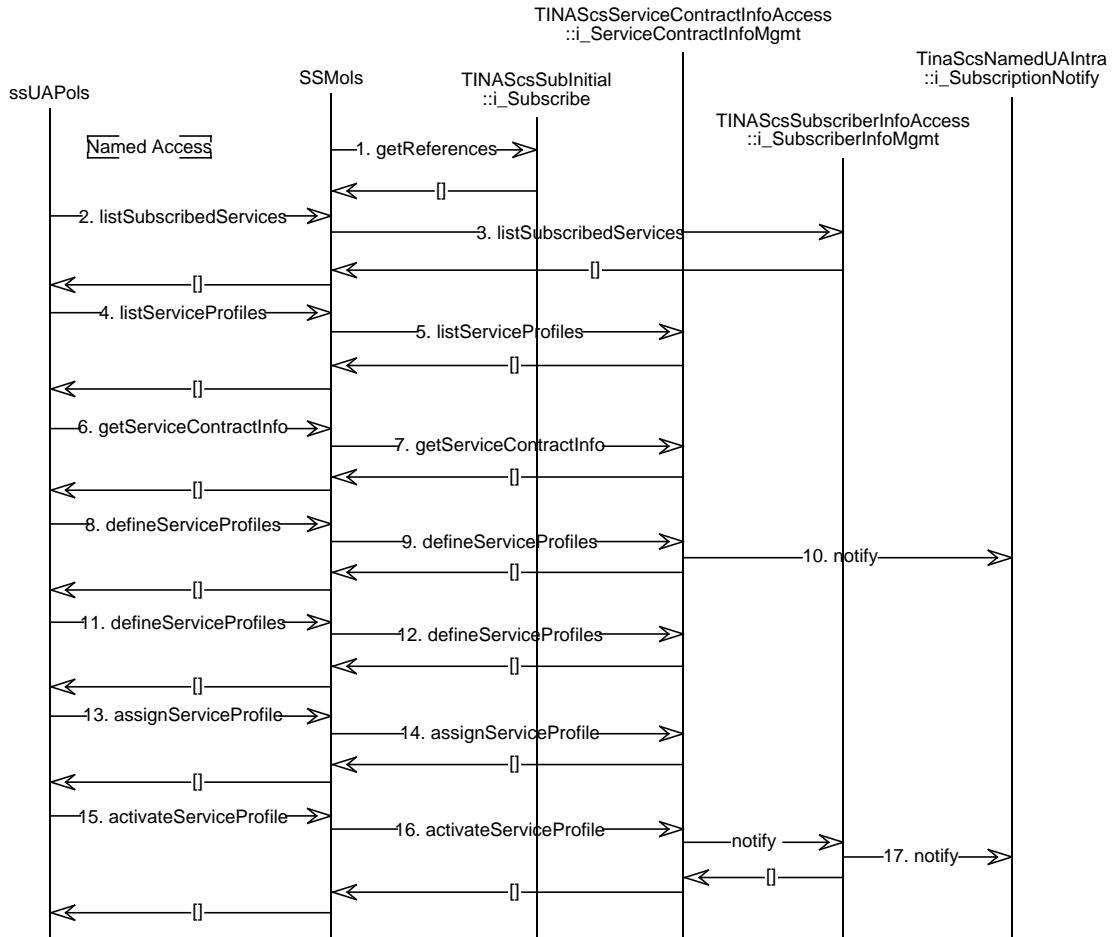 TINAScsServiceContractInfoAccess
::i_ServiceContractInfoMgmt
TinaScsNamedUAIntra
::i_SubscriptionNotify
SSMols
TINAScsSubInitial
::i_Subscribe
ssUAPols
TINAScsSubscriberInfoAccess
::i_SubscriberInfoMgmt
Named Access
1. getReferences
[]
2. listSubscribedServices
3. listSubscribedServices
[]
[]
4. listServiceProfiles
5. listServiceProfiles
[]
[]
6. getServiceContractInfo
7. getServiceContractInfo
[]
[]
8. defineServiceProfiles
9. defineServiceProfiles
10. notify
[]
[]
11. defineServiceProfiles
12. defineServiceProfiles
[]
[]
13. assignServiceProfile
14. assignServiceProfile
[]
[]
15. activateServiceProfile
16. activateServiceProfile
notify
17. notify
[]
[]
[]